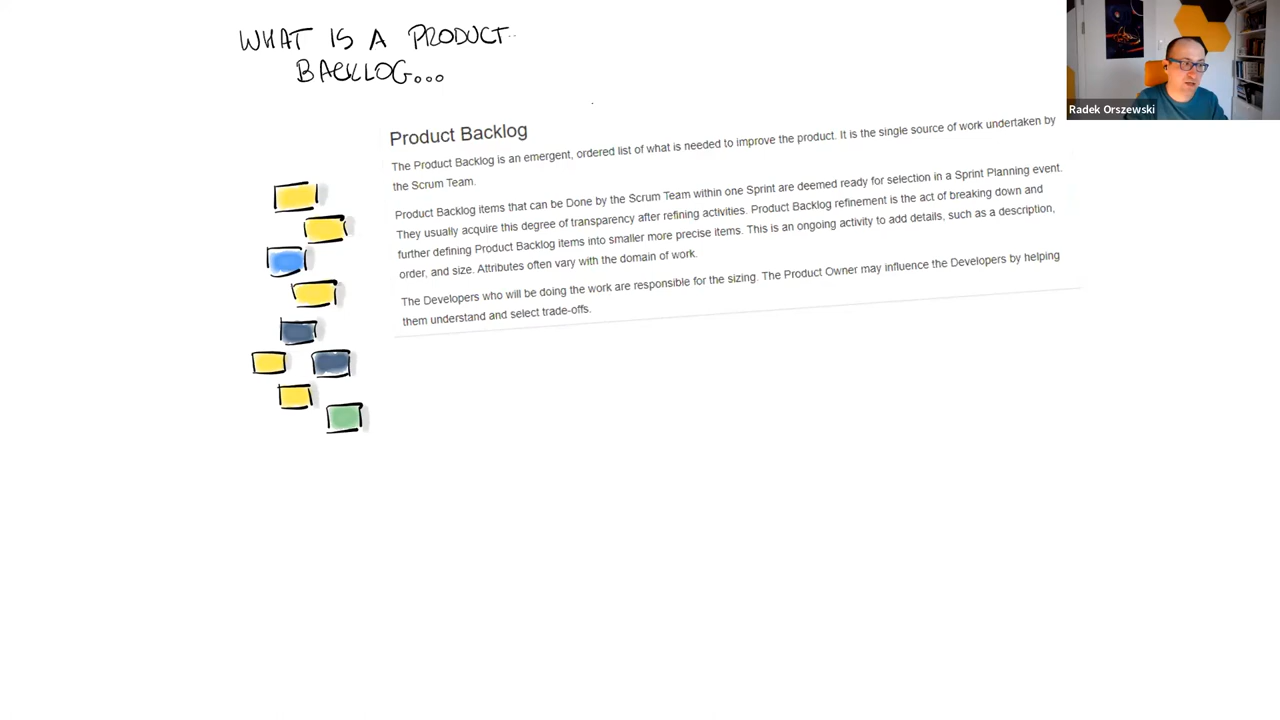 WHAT IS A PRODUCT
BACKLOG...
Radek Orszewski
Product Backlog
The Product Backlog is an emergent, ordered list of what is needed to improve the product. It is the single source of work undertaken by
the Scrum Team.
Product Backlog items that can be Done by the Scrum Team within one Sprint are deemed ready for selection in a Sprint Planning event.
They usually acquire this degree of transparency after refining activities. Product Backlog refinement is the act of breaking down and
further defining Product Backlog items into smaller more precise items. This is an ongoing activity to add details, such as a description,
order, and size. Attributes often vary with the domain of work.
The Developers who will be doing the work are responsible for the sizing. The Product Owner may influence the Developers by helping
them understand and select trade-offs.